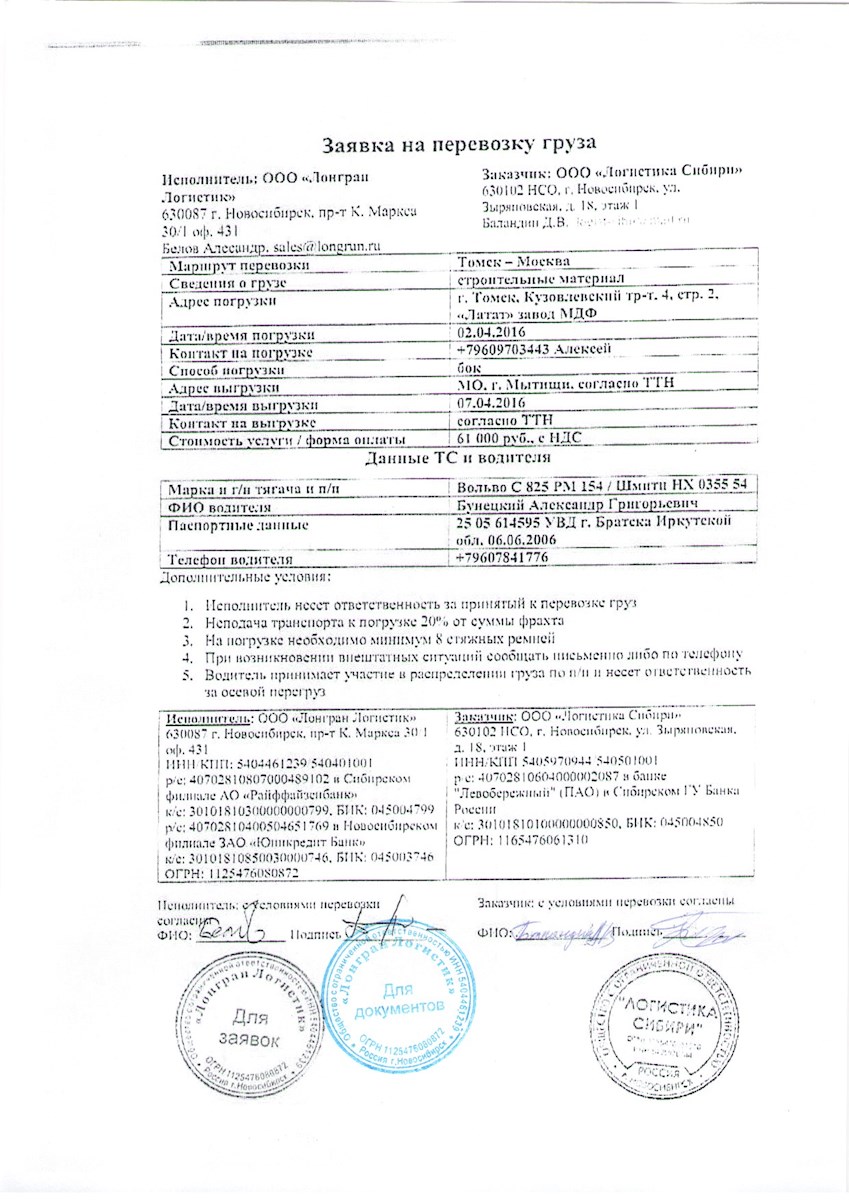 Заявка на перевозку груза
Исполнитель: ООО «Лонгран
Логистик»
630087 г. Новосибирск, пр-т К. Маркса
30/1 оф. 431
Белов Алесандр, sales@longrun.ru
Заказчик: ООО «Логистика Сибири»
630102 НСО, г. Новосибирск, ул.
Зыряновская, д. 18, этаж 1
Баландин Д.В.
Маршрут перевозки Томск – Москва
Сведения о грузе строительные материал
Адрес погрузки г. Томск, Кузовлевский тр-т. 4, стр. 2,
«Латат» завод МДФ
Дата/время погрузки 02.04.2016
Контакт на погрузке +79609703443 Алексей
Способ погрузки бок
Адрес выгрузки МО, г. Мытищи, согласно ТТН
Дата/время выгрузки 07.04.2016
Контакт на выгрузке согласно ТТН
Стоимость услуги / форма оплаты 61 000 руб., с НДС
Данные ТС и водителя
Марка и г/н тягача и п/п Вольво С 825 РМ 154 / Шмитц НХ 0355 54
ФИО водителя Бунецкий Александр Григорьевич
Паспортные данные 25 05 614595 УВД г. Братска Иркутской
обл. 06.06.2006
Телефон водителя +79607841776
Дополнительные условия:
1. Исполнитель несет ответственность за принятый к перевозке груз
2. Неподача транспорта к погрузке 20% от суммы фрахта
3. На погрузке необходимо минимум 8 стяжных ремней
4. При возникновении внештатных ситуаций сообщать письменно либо по телефону
5. Водитель принимает участие в распределении груза по п/п и несет ответственность
за осевой перегруз
Исполнитель: ООО «Лонгран Логистик»
630087 г. Новосибирск, пр-т К. Маркса 30/1
оф. 431
ИНН/КПП: 5404461239/540401001
р/с: 40702810807000489102 в Сибирском
филиале АО «Райффайзенбанк»
к/с: 30101810300000000799, БИК: 045004799
р/с: 40702810400504651769 в Новосибирском
филиале ЗАО «Юникредит Банк»
к/с: 30101810850030000746, БИК: 045003746
ОГРН: 1125476080872
Заказчик: ООО «Логистика Сибири»
630102 НСО, г. Новосибирск, ул. Зыряновская,
д. 18, этаж 1
ИНН/КПП 5405970944/540501001
р/с: 40702810604000002087 в банке
"Левобережный" (ПАО) в Сибирском ГУ Банка
России
к/с: 30101810100000000850, БИК: 045004850
ОГРН: 1165476061310
Исполнитель: с условиями перевозки
согласны
ФИО: Белов Подпись
Заказчик: с условиями перевозки согласны
ФИО: Баландин Подпись
Общество с ограниченной ответственностью ИНН 5404461239
«Лонгран Логистик»
Для
заявок
ОГРН 1125476080872
Россия г.Новосибирск
Общество с ограниченной ответственностью ИНН 5404461239
«Лонгран Логистик»
Для
документов
ОГРН 1125476080872
Россия г.Новосибирск
ОБЩЕСТВО С ОГРАНИЧЕННОЙ ОТВЕТСТВЕННОСТЬЮ
"ЛОГИСТИКА
СИБИРИ"
РОССИЯ
г. НОВОСИБИРСК